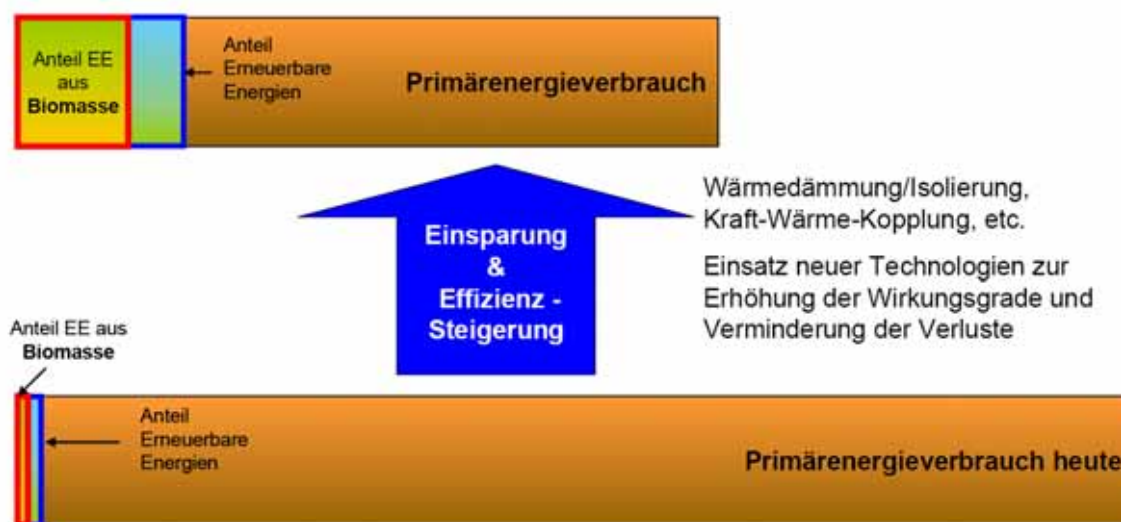 Anteil EE
aus
Biomasse
Anteil
Erneuerbare
Energien
Primärenergieverbrauch
Einsparung
&
Effizienz -
Steigerung
Wärmedämmung/Isolierung,
Kraft-Wärme-Kopplung, etc.
Einsatz neuer Technologien zur
Erhöhung der Wirkungsgrade und
Verminderung der Verluste
Anteil EE aus
Biomasse
Anteil
Erneuerbare
Energien
Primärenergieverbrauch heute